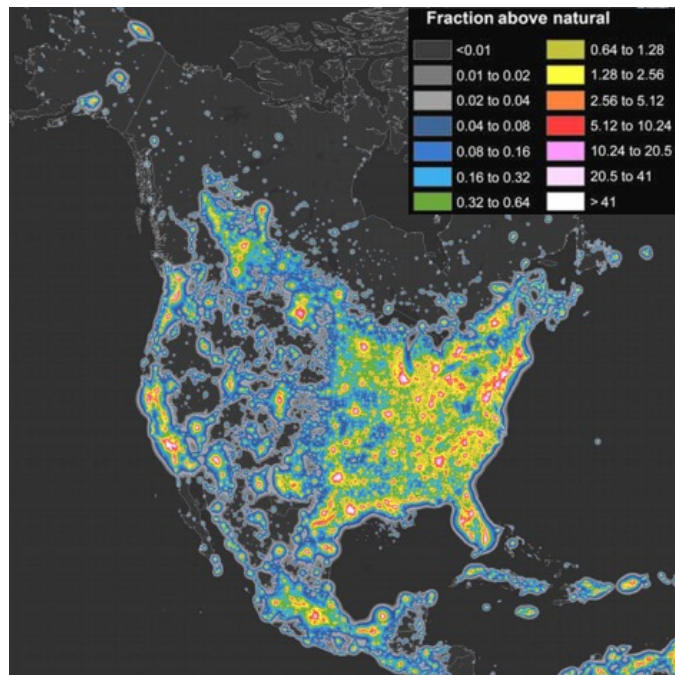 Fraction above natural
<0.01
0.01 to 0.02
0.02 to 0.04
0.04 to 0.08
0.08 to 0.16
0.16 to 0.32
0.32 to 0.64
0.64 to 1.28
1.28 to 2.56
2.56 to 5.12
5.12 to 10.24
10.24 to 20.5
20.5 to 41
> 41